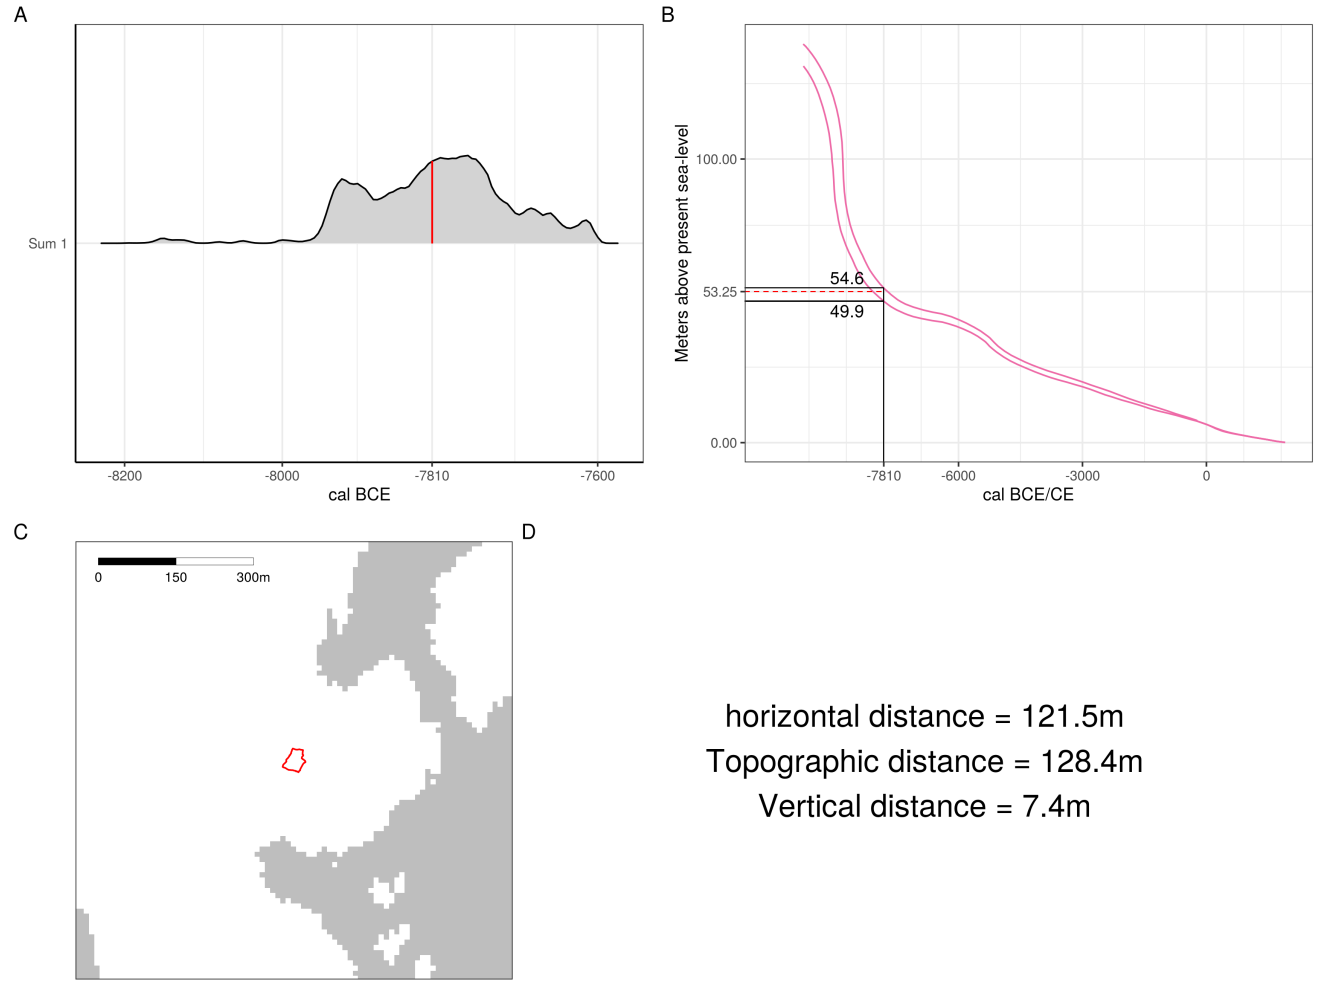 A
Sum 1
-8200 -8000 -7810 -7600
cal BCE
B
Meters above present sea-level
100.00
53.25
0.00
54.6
49.9
-7810 -6000 -3000 0
cal BCE/CE
C
0 150 300m
D
horizontal distance = 121.5m
Topographic distance = 128.4m
Vertical distance = 7.4m